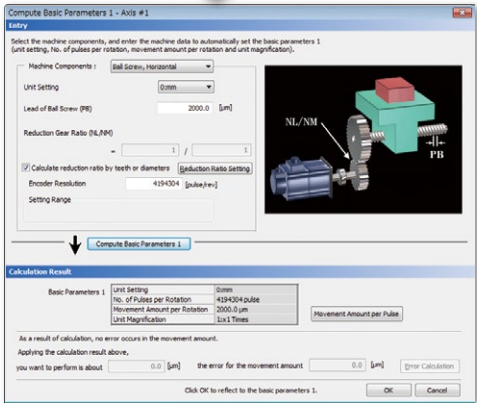 Compute Basic Parameters 1 - Axis #1
Entry
Select the machine components, and enter the machine data to automatically set the basic parameters 1
(unit setting, No. of pulses per rotation, movement amount per rotation and unit magnification).
Machine Components : Ball Screw, Horizontal
Unit Setting 0:mm
Lead of Ball Screw (PB) 2000.0 [µm]
Reduction Gear Ratio (NL/NM)
= 1 / 1
Calculate reduction ratio by teeth or diameters Reduction Ratio Setting
Encoder Resolution 4194304 [pulse/rev]
Setting Range
NL/NM
PB
Compute Basic Parameters 1
Calculation Result
Basic Parameters 1
Unit Setting 0:mm
No. of Pulses per Rotation 4194304 pulse
Movement Amount per Rotation 2000.0 µm
Unit Magnification 1:x1 Times
Movement Amount per Pulse
As a result of calculation, no error occurs in the movement amount.
Applying the calculation result above,
you want to perform is about 0.0 [µm] the error for the movement amount 0.0 [µm] Error Calculation
Click OK to reflect to the basic parameters 1. OK Cancel